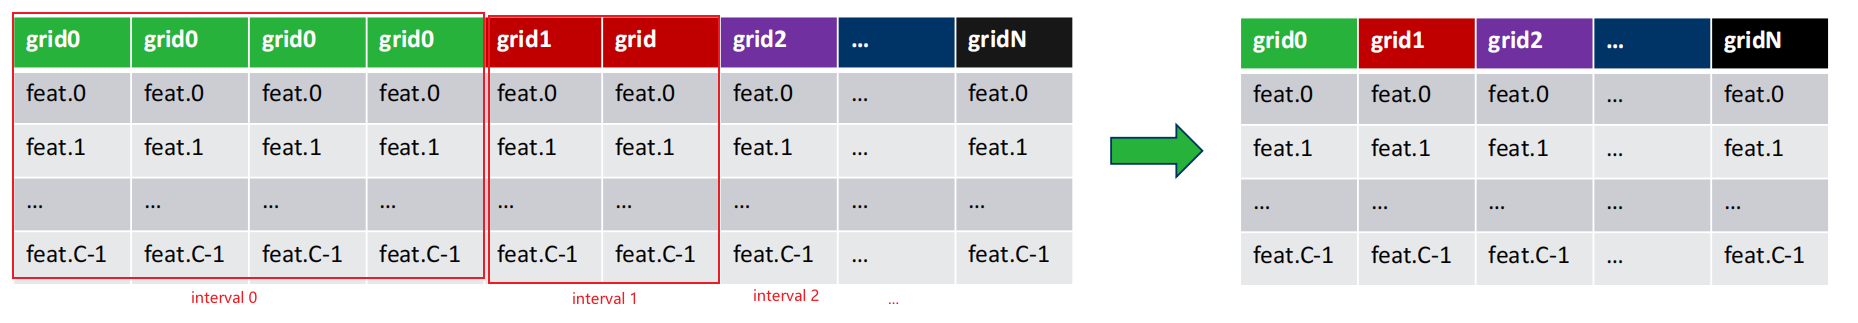 grid0 grid0 grid0 grid0 grid1 grid grid2 ... gridN
feat.0 feat.0 feat.0 feat.0 feat.0 feat.0 feat.0 ... feat.0
feat.1 feat.1 feat.1 feat.1 feat.1 feat.1 feat.1 ... feat.1
... ... ... ... ... ... ... ... ...
feat.C-1 feat.C-1 feat.C-1 feat.C-1 feat.C-1 feat.C-1 feat.C-1 ... feat.C-1
interval 0 interval 1 interval 2 ...
grid0 grid1 grid2 ... gridN
feat.0 feat.0 feat.0 ... feat.0
feat.1 feat.1 feat.1 ... feat.1
... ... ... ... ...
feat.C-1 feat.C-1 feat.C-1 ... feat.C-1